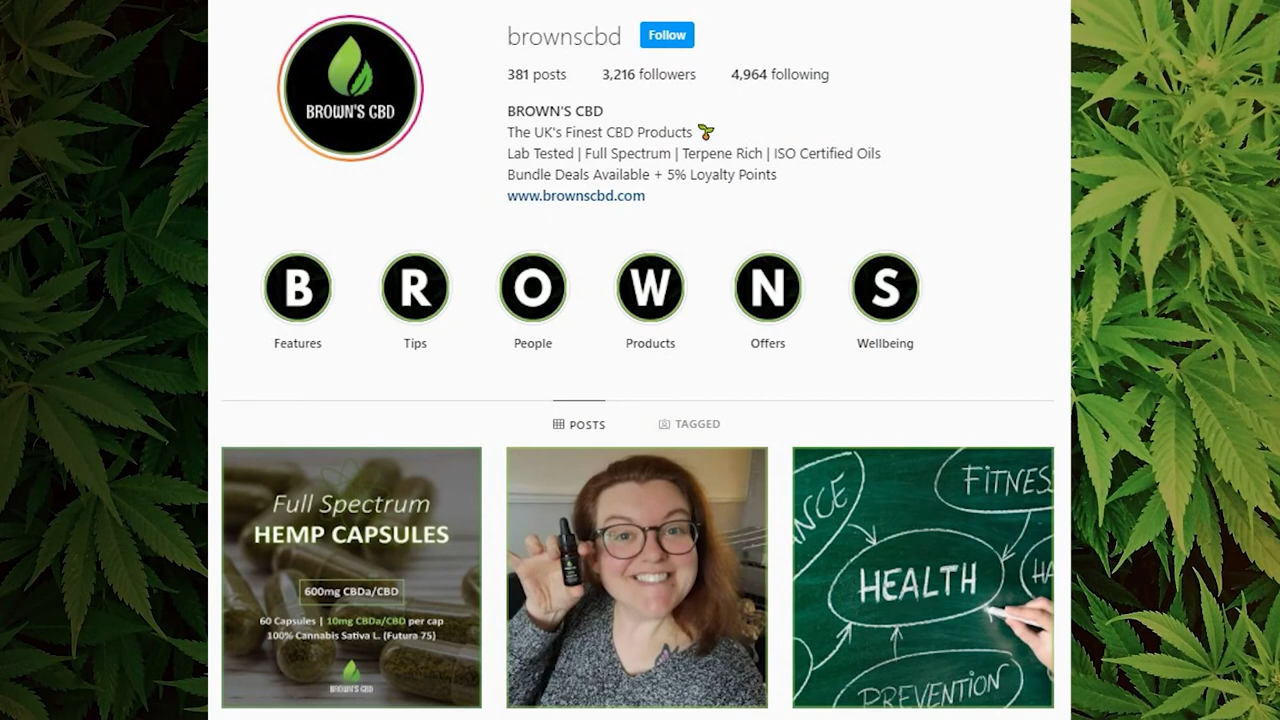 BROWN'S CBD
brownscbd
Follow
381 posts 3,216 followers 4,964 following
BROWN'S CBD
The UK's Finest CBD Products
Lab Tested | Full Spectrum | Terpene Rich | ISO Certified Oils
Bundle Deals Available + 5% Loyalty Points
www.brownscbd.com
B R O W N S
Features Tips People Products Offers Wellbeing
POSTS TAGGED
Full Spectrum
HEMP CAPSULES
600mg CBDa/CBD
60 Capsules | 10mg CBDa/CBD per cap
100% Cannabis Sativa L. (Futura 75)
BROWN'S CBD
FITNES
HEALTH
HA
PREVENTION